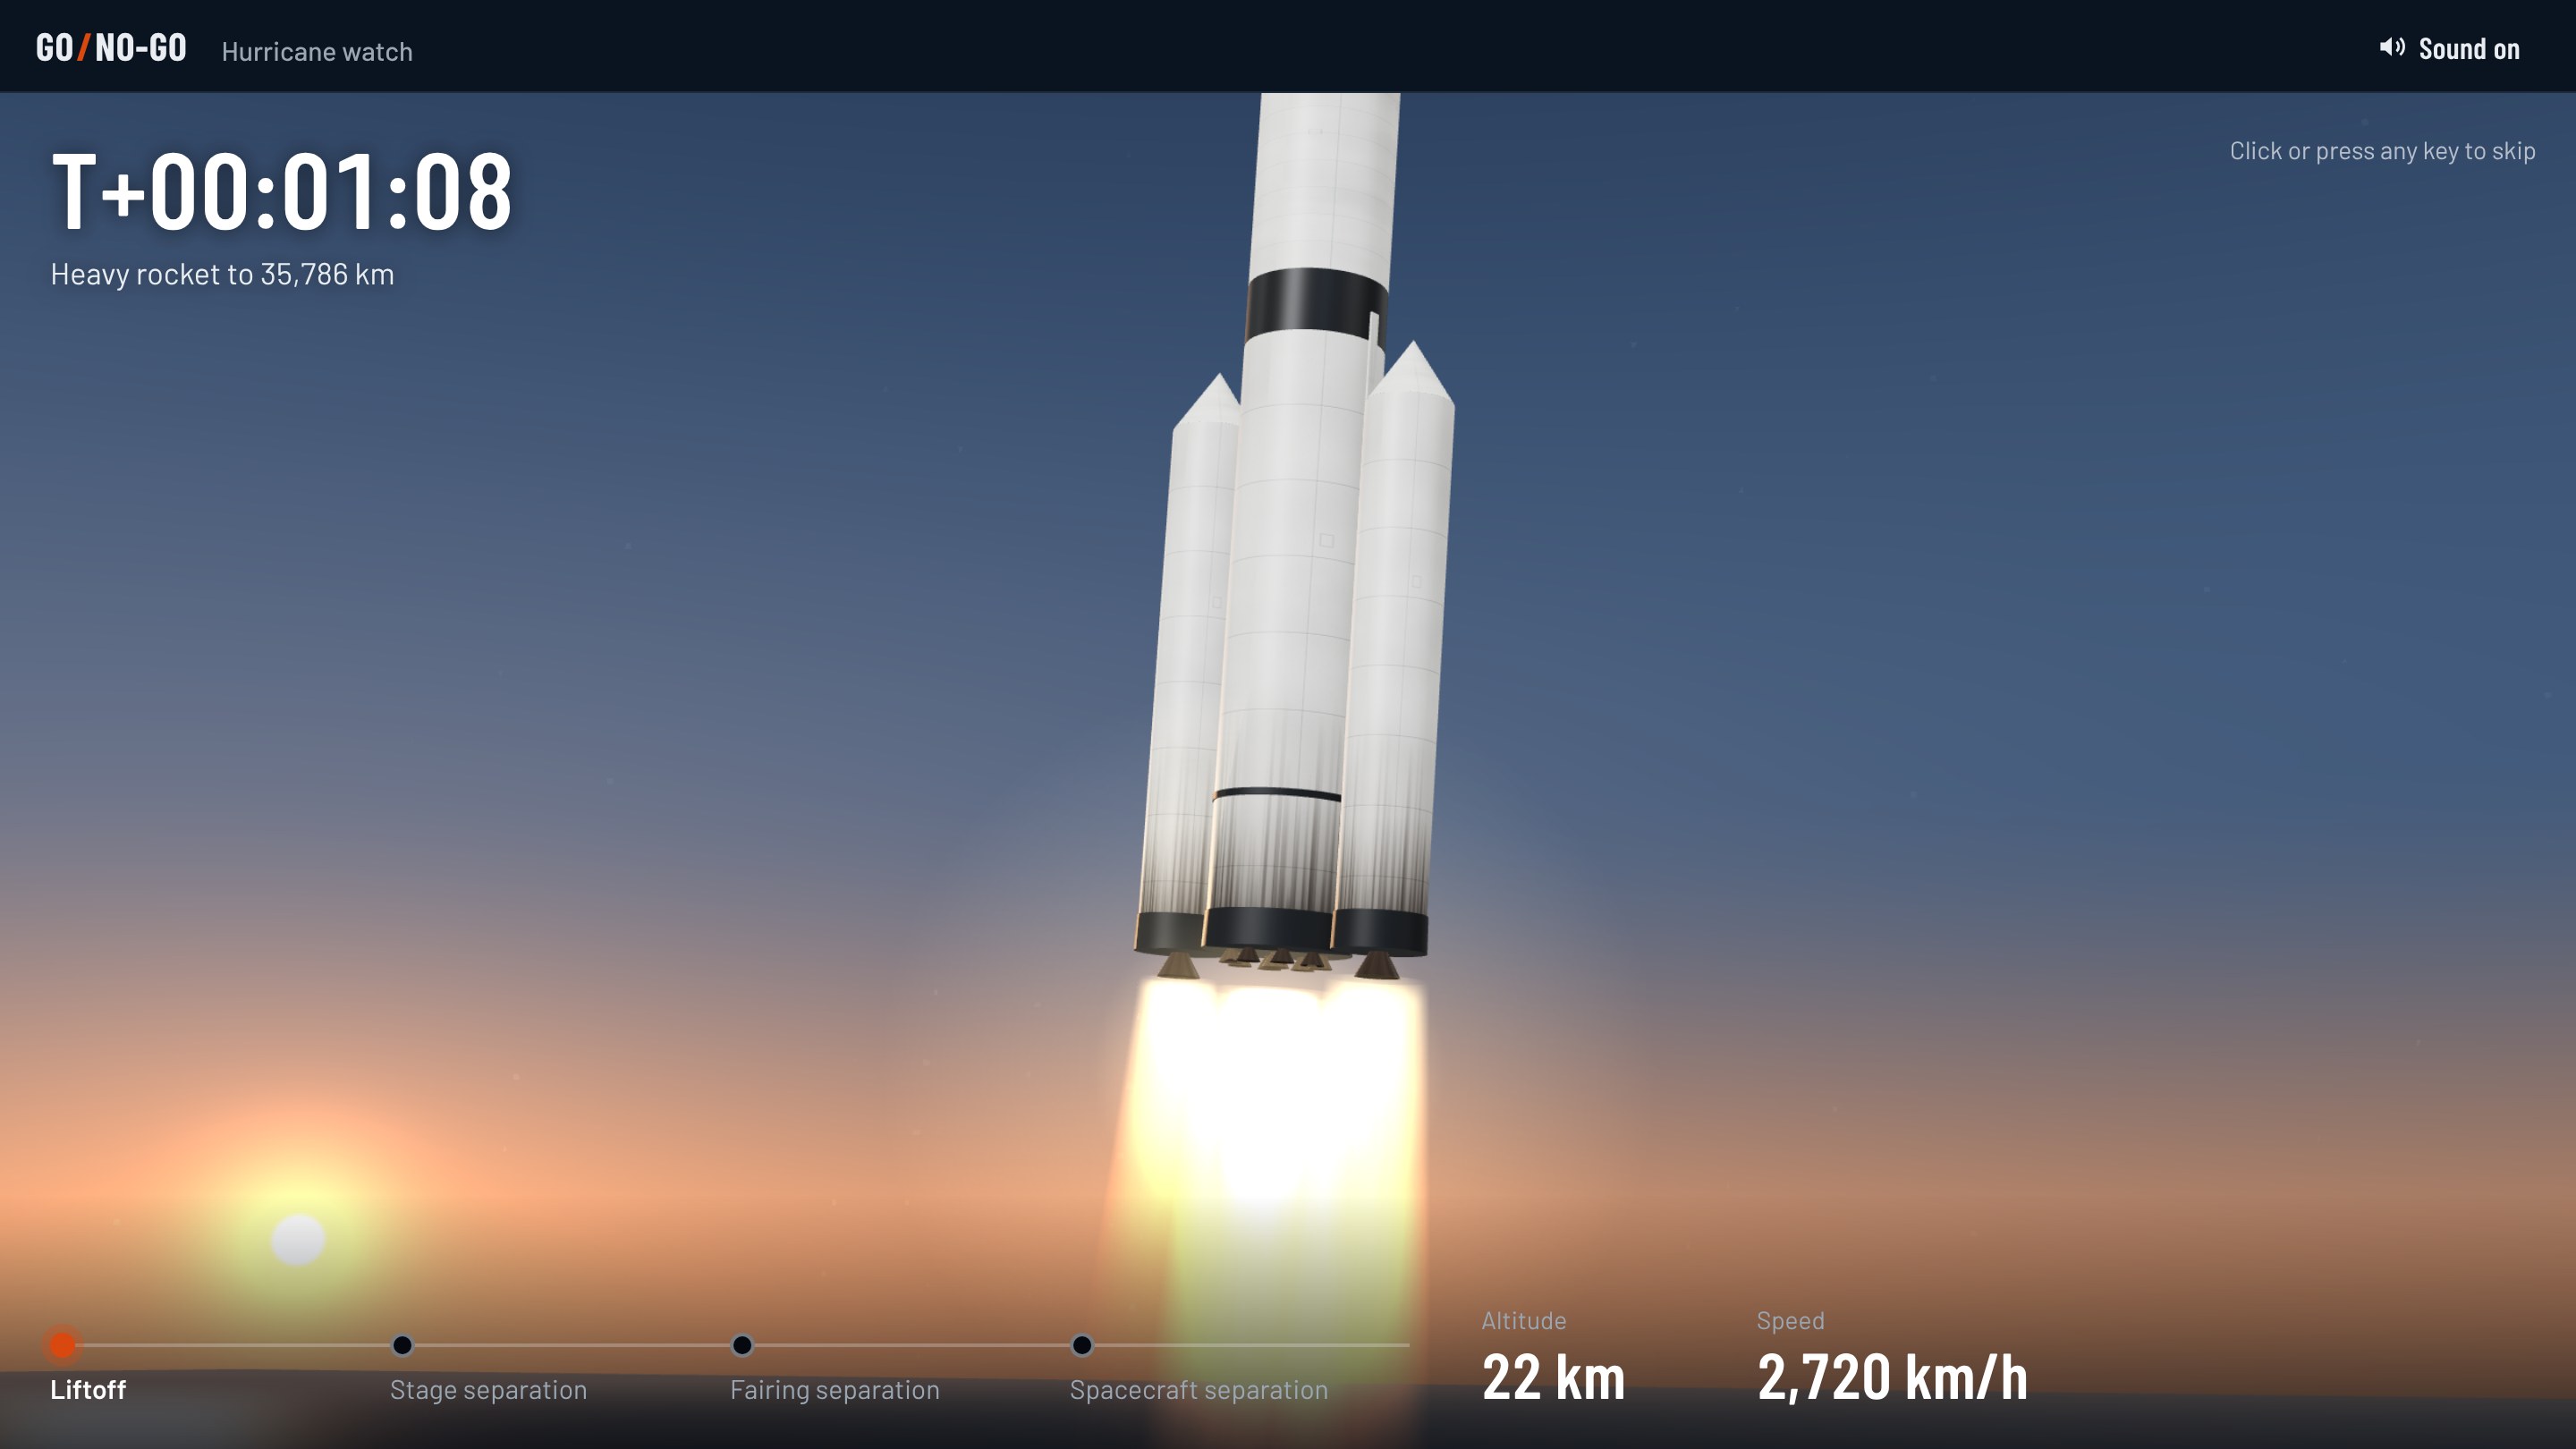 GO/NO-GO Hurricane watch
Sound on
T+00:01:08
Click or press any key to skip
Heavy rocket to 35,786 km
Liftoff
Stage separation
Fairing separation
Spacecraft separation
Altitude
22 km
Speed
2,720 km/h